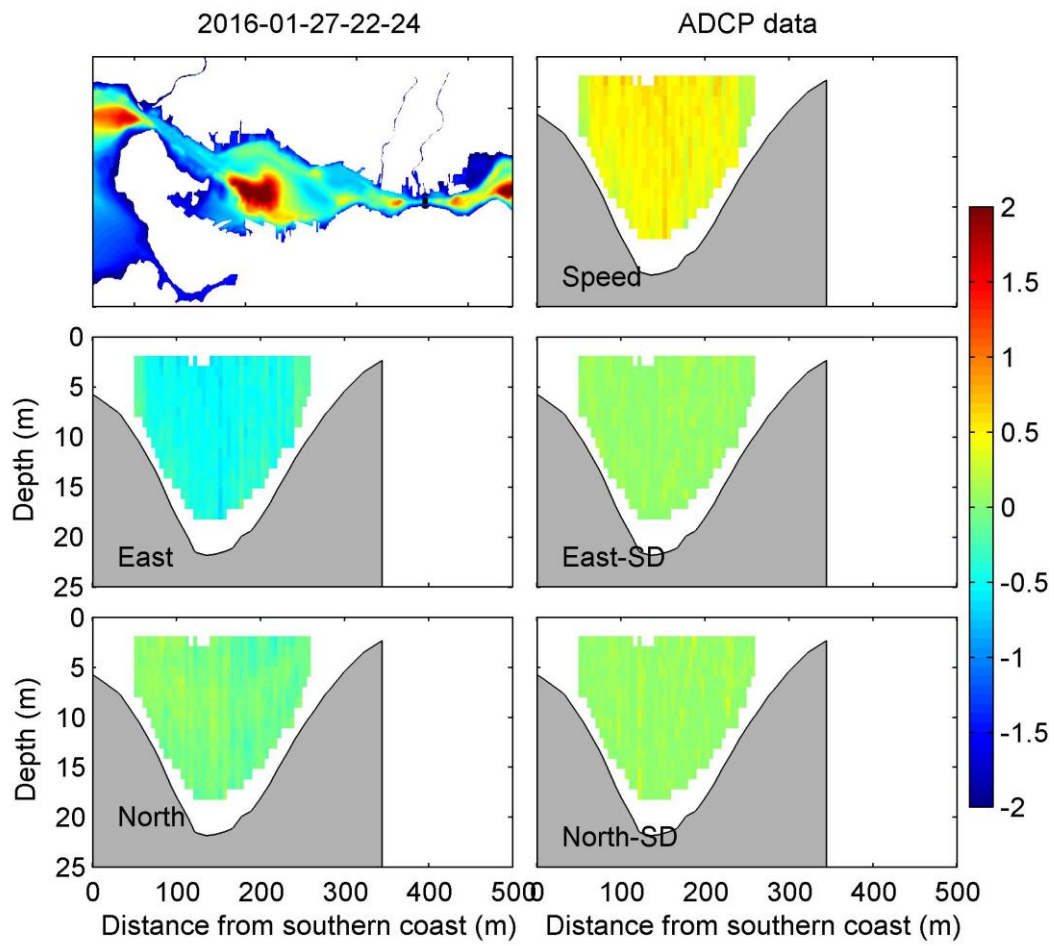 2016-01-27-22-24
ADCP data
Speed
2
1.5
1
0.5
0
-0.5
-1
-1.5
-2
0
5
10
15
20
25
Depth (m)
East
East-SD
0
5
10
15
20
25
Depth (m)
North
North-SD
0 100 200 300 400 500
0 100 200 300 400 500
Distance from southern coast (m)
Distance from southern coast (m)